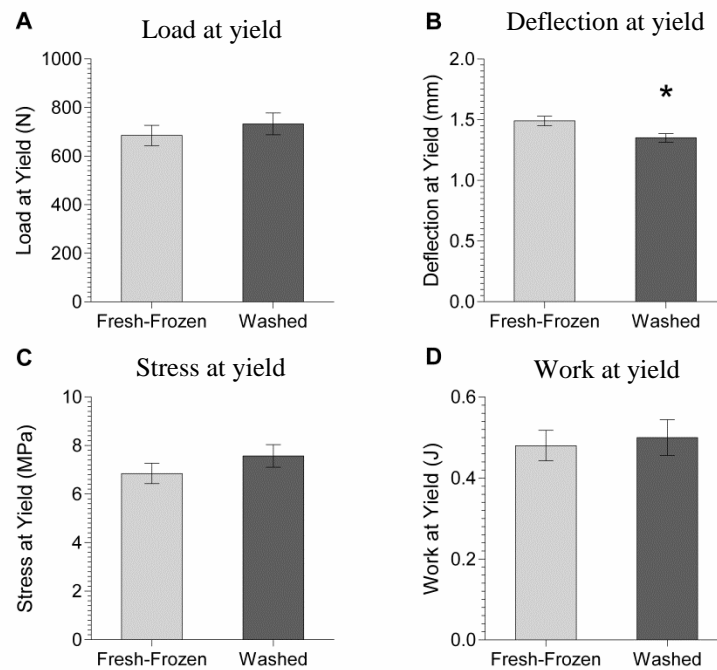 A
Load at yield
Load at Yield (N)
1000
800
600
400
200
0
Fresh-Frozen
Washed
B
Deflection at yield
Deflection at Yield (mm)
2.0
1.5
1.0
0.5
0.0
*
Fresh-Frozen
Washed
C
Stress at yield
Stress at Yield (MPa)
10
8
6
4
2
0
Fresh-Frozen
Washed
D
Work at yield
Work at Yield (J)
0.6
0.4
0.2
0.0
Fresh-Frozen
Washed